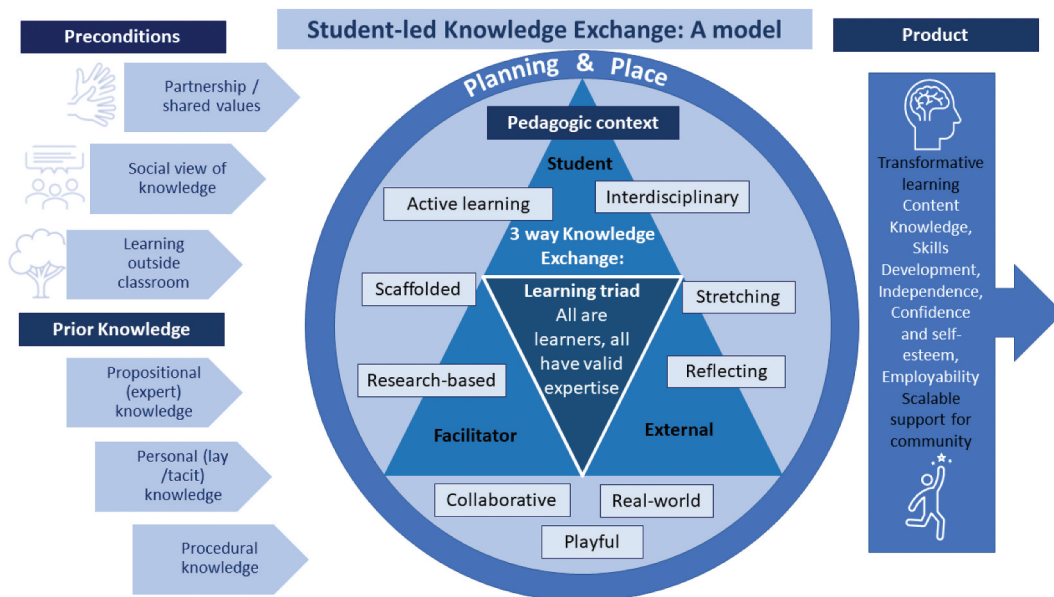 Student-led Knowledge Exchange: A model
Preconditions
Partnership /
shared values
Social view of
knowledge
Learning
outside
classroom
Prior Knowledge
Propositional
(expert)
knowledge
Personal (lay
/tacit)
knowledge
Procedural
knowledge
Planning & Place
Pedagogic context
Student
Active learning
Interdisciplinary
3 way Knowledge
Exchange:
Scaffolded
Stretching
Learning triad
All are
learners, all
have valid
expertise
Research-based
Reflecting
Facilitator
External
Collaborative
Real-world
Playful
Product
Transformative
learning
Content
Knowledge,
Skills
Development,
Independence,
Confidence
and self-
esteem,
Employability
Scalable
support for
community